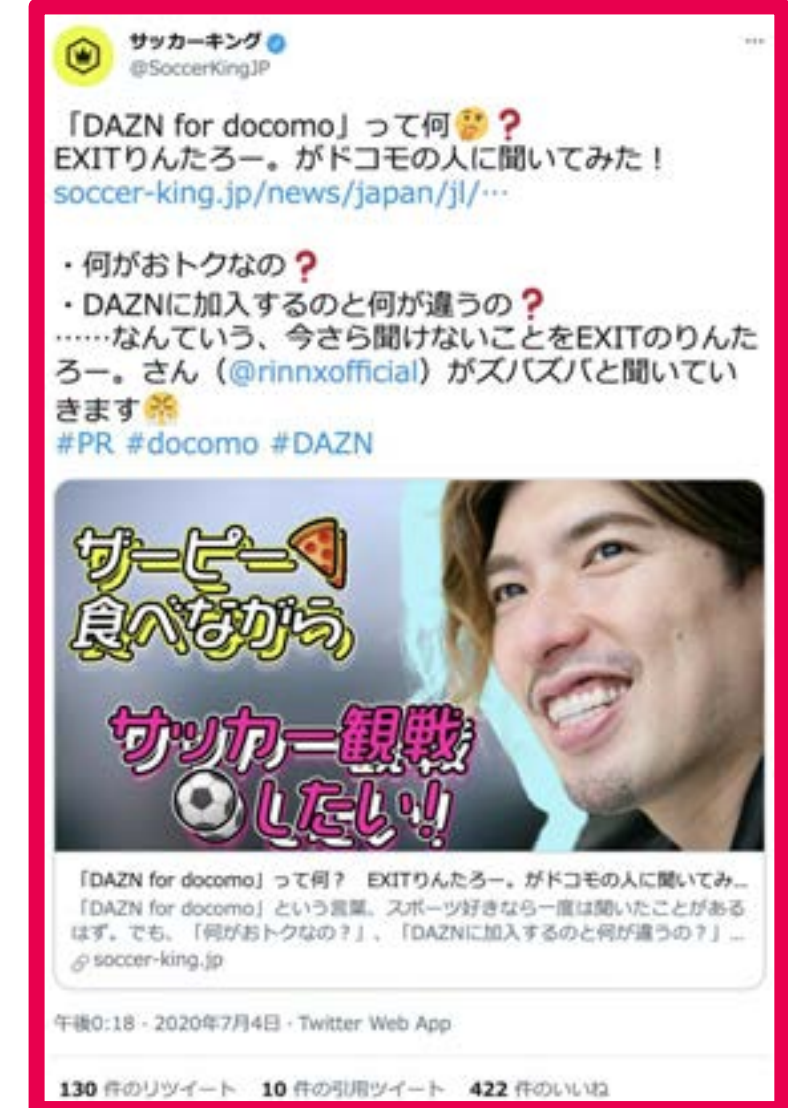 サッカーキング
@SoccerKingJP
「DAZN for docomo」って何🤔❓
EXITりんたろー。がドコモの人に聞いてみた！
soccer-king.jp/news/japan/jl/…
・何がおトクなの❓
・DAZNに加入するのと何が違うの❓
……なんていう、今さら聞けないことをEXITのりんた
ろー。さん（@rinnxofficial）がズバズバと聞いてい
きます😤
#PR #docomo #DAZN
ザーピー🍕
食べながら
サッカー観戦
⚽したい!!
「DAZN for docomo」って何？　EXITりんたろー。がドコモの人に聞いてみ...
「DAZN for docomo」という言葉、スポーツ好きなら一度は聞いたことがある
はず。でも、「何がおトクなの？」、「DAZNに加入するのと何が違うの？」...
soccer-king.jp
午後0:18 · 2020年7月4日 · Twitter Web App
130 件のリツイート 10 件の引用ツイート 422 件のいいね